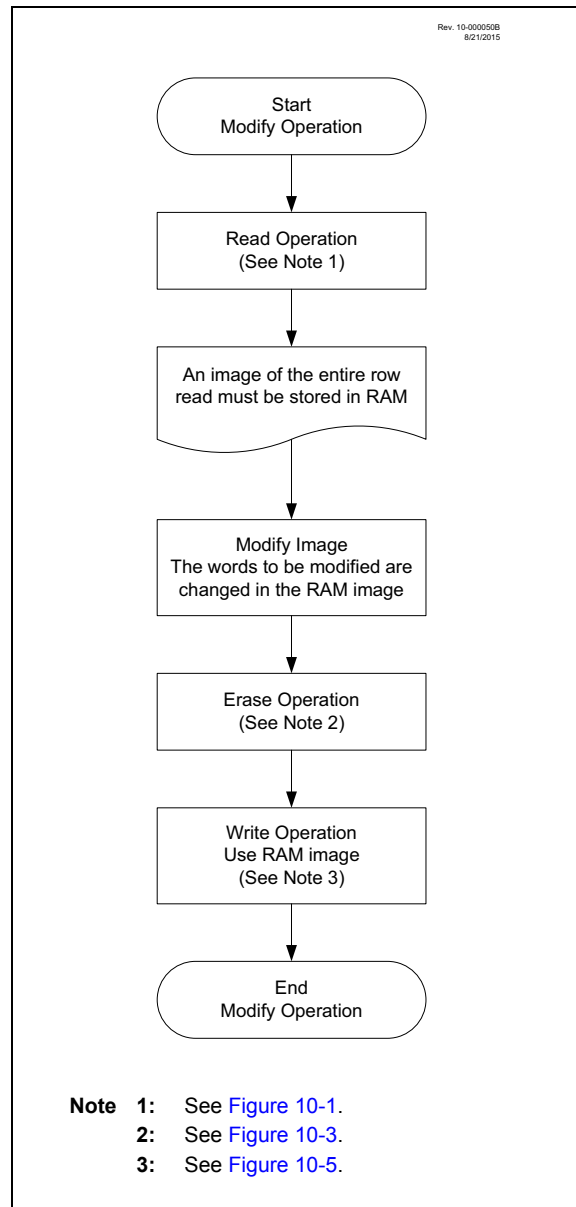 Rev. 10-000050B
8/21/2015
Start
Modify Operation
Read Operation
(See Note 1)
An image of the entire row
read must be stored in RAM
Modify Image
The words to be modified are
changed in the RAM image
Erase Operation
(See Note 2)
Write Operation
Use RAM image
(See Note 3)
End
Modify Operation
Note 1: See Figure 10-1.
2: See Figure 10-3.
3: See Figure 10-5.